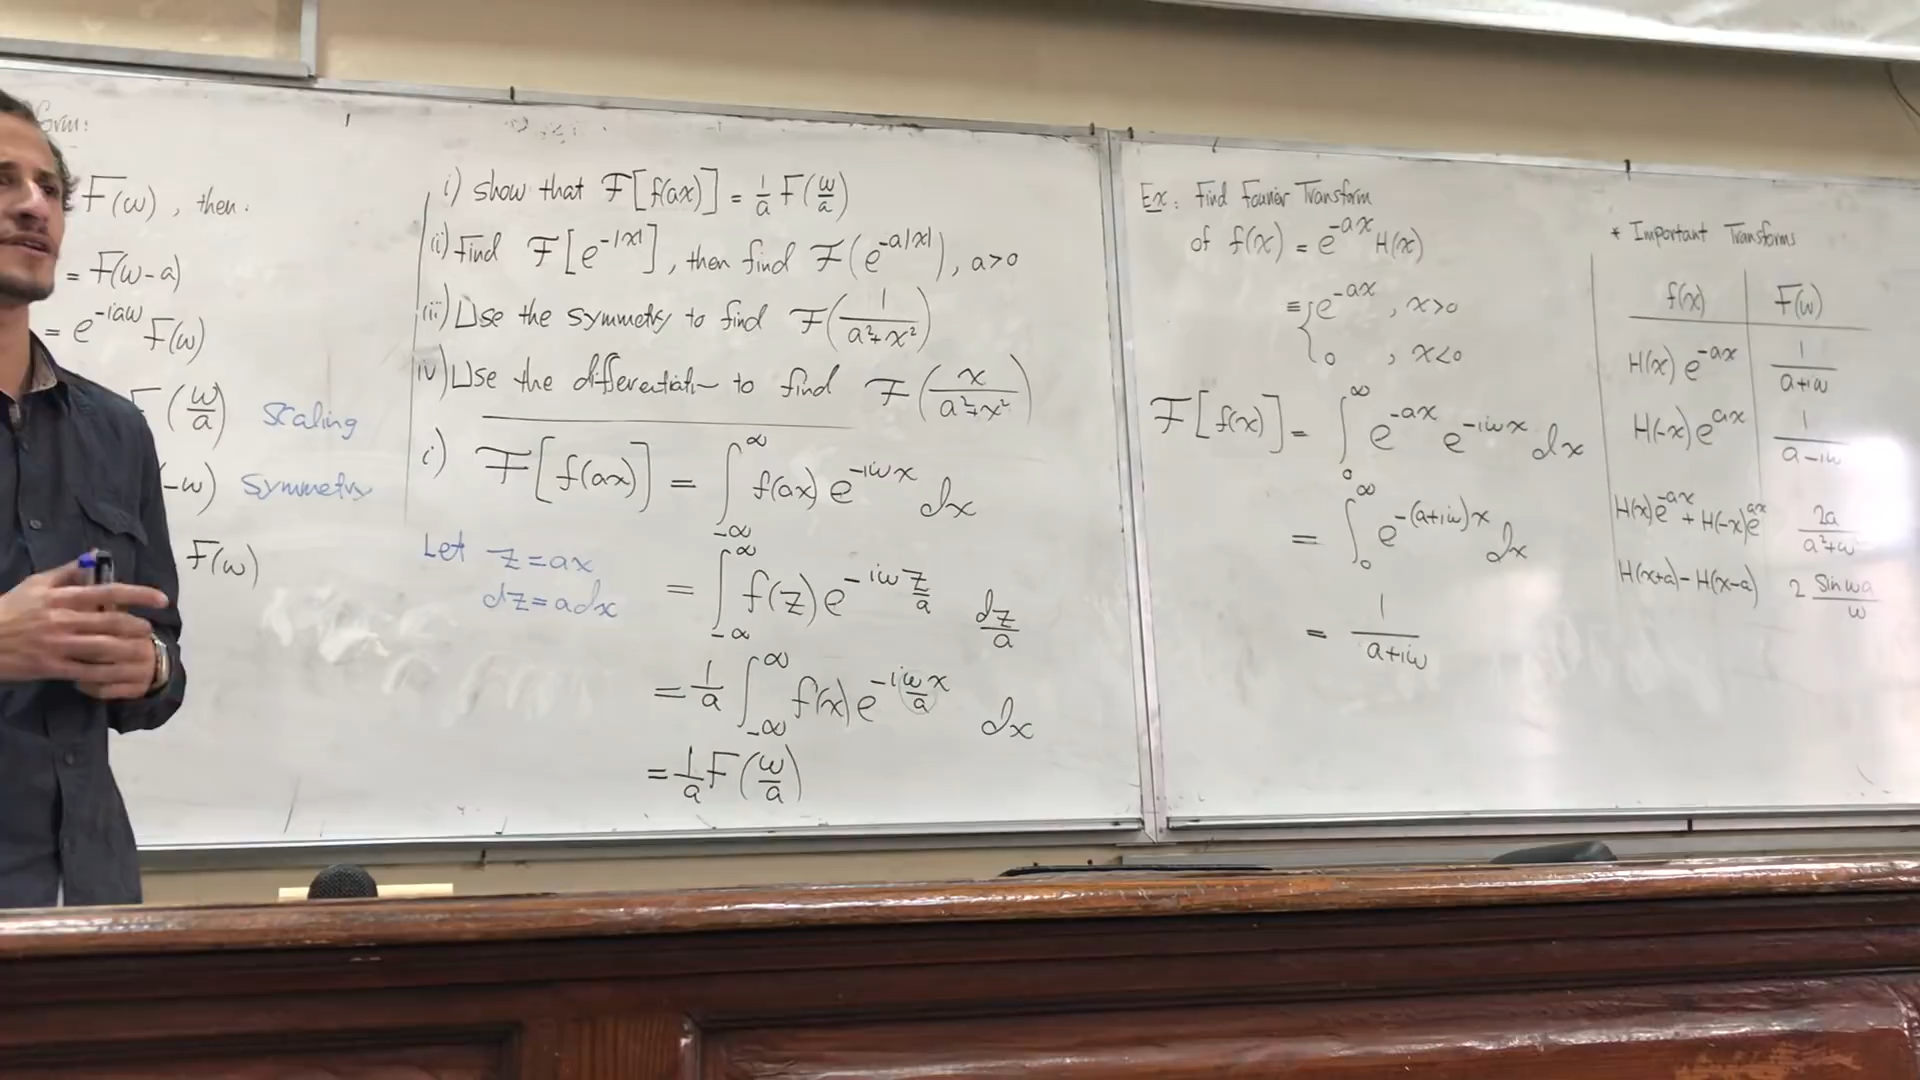 form:
F(ω), then:
= F(ω-a)
= e^{-iaω} F(ω)
F(ω/a) Scaling
(-ω) Symmetry
F(ω)
i) show that F[f(ax)] = 1/a F(ω/a)
ii) Find F[e^{-|x|}], then find F(e^{-a|x|}), a>0
iii) Use the symmetry to find F(1/(a²+x²))
iv) Use the differentiatn to find F(x/(a²+x²))
i) F[f(ax)] = ∫_{-∞}^{∞} f(ax) e^{-iωx} dx
Let z=ax
dz=adx
= ∫_{-∞}^{∞} f(z) e^{-iω z/a} dz/a
= 1/a ∫_{-∞}^{∞} f(x) e^{-i ω/a x} dx
= 1/a F(ω/a)
Ex: Find Fourier Transform
of f(x) = e^{-ax} H(x)
≡ { e^{-ax} , x>0
0 , x<0
F[f(x)] = ∫_0^∞ e^{-ax} e^{-iωx} dx
= ∫_0^∞ e^{-(a+iω)x} dx
= 1/(a+iω)
* Important Transforms
f(x) F(ω)
H(x) e^{-ax} 1/(a+iω)
H(-x) e^{ax} 1/(a-iω)
H(x)e^{-ax} + H(-x)e^{ax} 2a/(a²+ω²)
H(x+a) - H(x-a) 2 sin ωa/ω